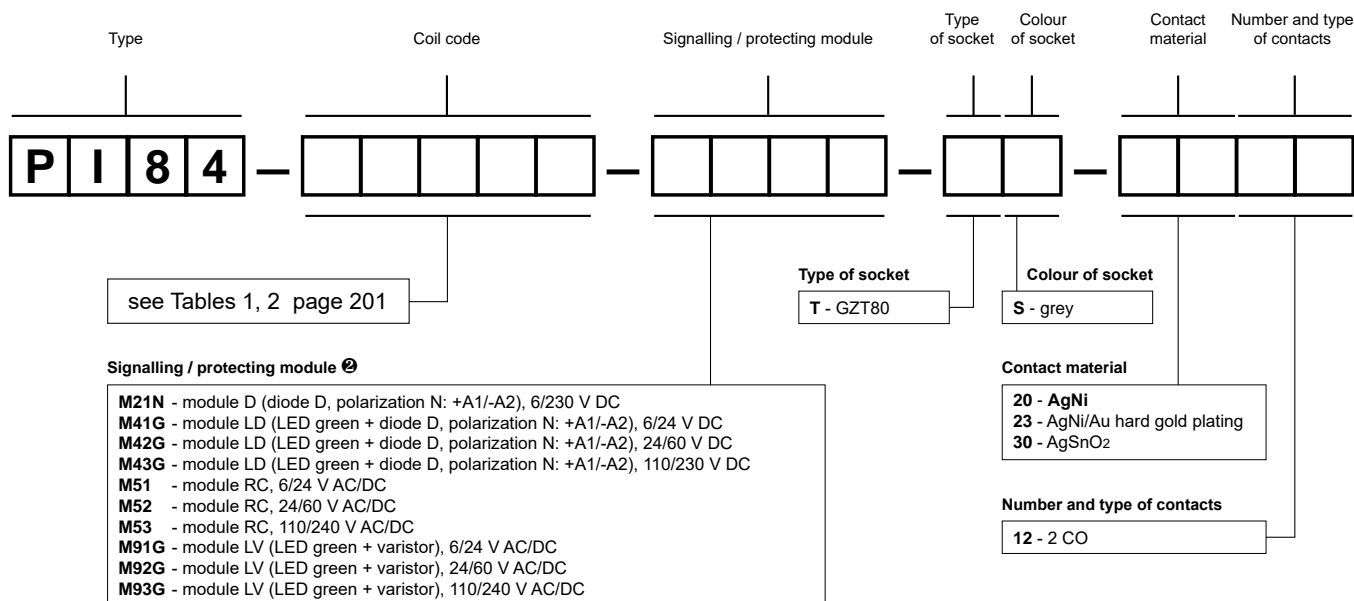 Type
Coil code
Signalling / protecting module
Type of socket
Colour of socket
Contact material
Number and type of contacts
P I 8 4 – – – –
see Tables 1, 2 page 201
Type of socket
T - GZT80
Colour of socket
S - grey
Signalling / protecting module ❷
M21N - module D (diode D, polarization N: +A1/-A2), 6/230 V DC
M41G - module LD (LED green + diode D, polarization N: +A1/-A2), 6/24 V DC
M42G - module LD (LED green + diode D, polarization N: +A1/-A2), 24/60 V DC
M43G - module LD (LED green + diode D, polarization N: +A1/-A2), 110/230 V DC
M51 - module RC, 6/24 V AC/DC
M52 - module RC, 24/60 V AC/DC
M53 - module RC, 110/240 V AC/DC
M91G - module LV (LED green + varistor), 6/24 V AC/DC
M92G - module LV (LED green + varistor), 24/60 V AC/DC
M93G - module LV (LED green + varistor), 110/240 V AC/DC
Contact material
20 - AgNi
23 - AgNi/Au hard gold plating
30 - AgSnO2
Number and type of contacts
12 - 2 CO